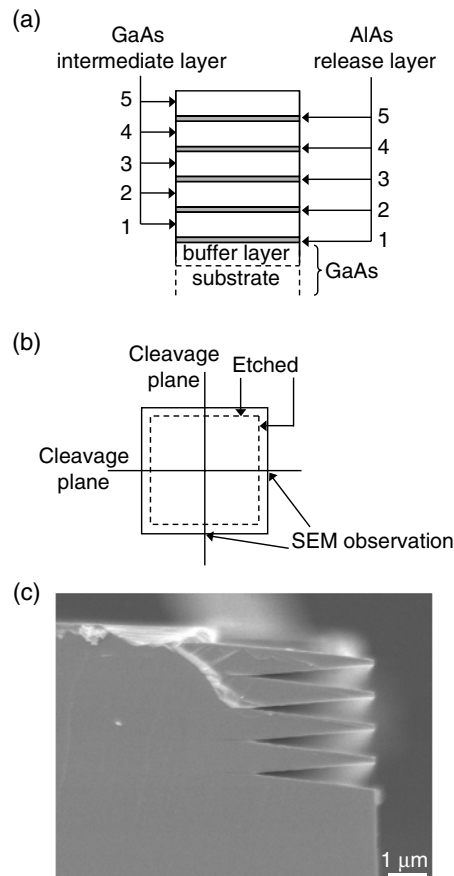 (a)
GaAs
intermediate layer
AlAs
release layer
5
4
3
2
1
5
4
3
2
1
buffer layer
substrate
GaAs
(b)
Cleavage
plane
Etched
Cleavage
plane
SEM observation
(c)
1 μm